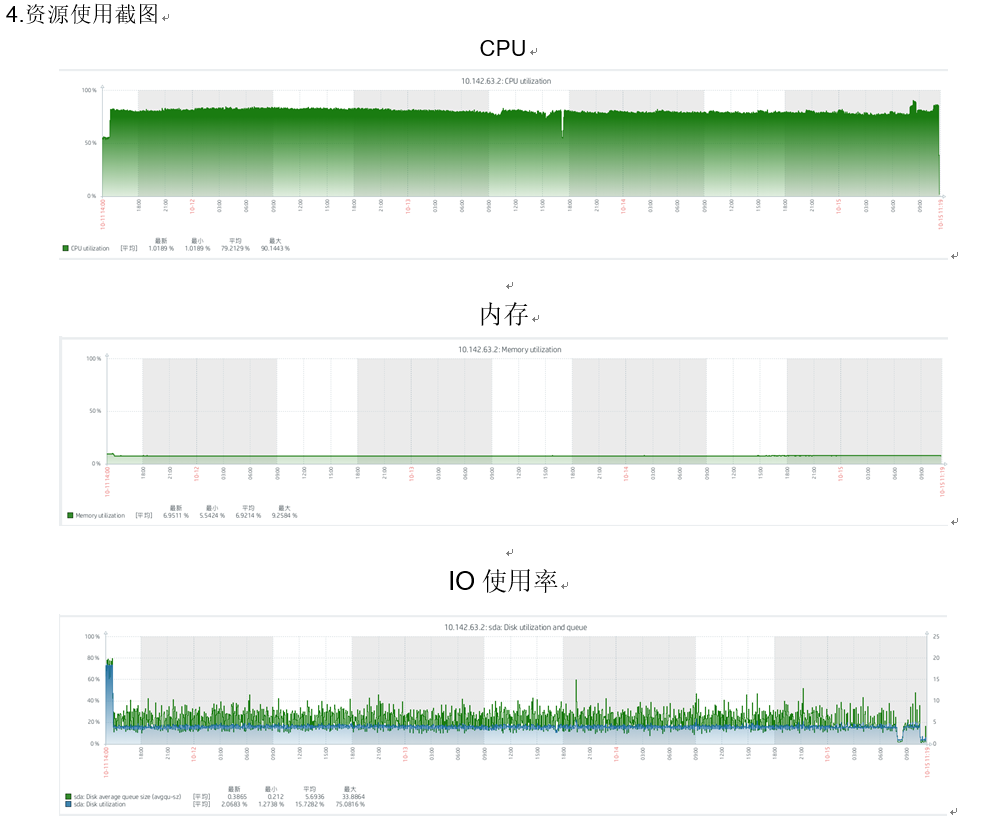 4.资源使用截图
CPU
10.142.63.2: CPU utilization
100 %
50 %
0 %
10-11 14:00 18:00 21:00 10-12 03:00 06:00 09:00 12:00 15:00 18:00 21:00 10-13 03:00 06:00 09:00 12:00 15:00 18:00 21:00 10-14 03:00 06:00 09:00 12:00 15:00 18:00 21:00 10-15 03:00 06:00 09:00 10-15 11:19
最新 最小 平均 最大
CPU utilization [平均] 1.0189 % 1.0189 % 79.2129 % 90.1443 %
内存
10.142.63.2: Memory utilization
100 %
50 %
0 %
10-11 14:00 18:00 21:00 10-12 03:00 06:00 09:00 12:00 15:00 18:00 21:00 10-13 03:00 06:00 09:00 12:00 15:00 18:00 21:00 10-14 03:00 06:00 09:00 12:00 15:00 18:00 21:00 10-15 03:00 06:00 09:00 10-15 11:19
最新 最小 平均 最大
Memory utilization [平均] 6.9511 % 5.5424 % 6.9214 % 9.2584 %
IO 使用率
10.142.63.2: sda: Disk utilization and queue
100 % 25
80 % 20
60 % 15
40 % 10
20 % 5
0 % 0
10-11 14:00 18:00 21:00 10-12 03:00 06:00 09:00 12:00 15:00 18:00 21:00 10-13 03:00 06:00 09:00 12:00 15:00 18:00 21:00 10-14 03:00 06:00 09:00 12:00 15:00 18:00 21:00 10-15 03:00 06:00 09:00 10-15 11:19
最新 最小 平均 最大
sda: Disk average queue size (avgqu-sz) [平均] 0.3865 0.212 5.6936 33.8864
sda: Disk utilization [平均] 2.0683 % 1.2738 % 15.7282 % 75.0816 %